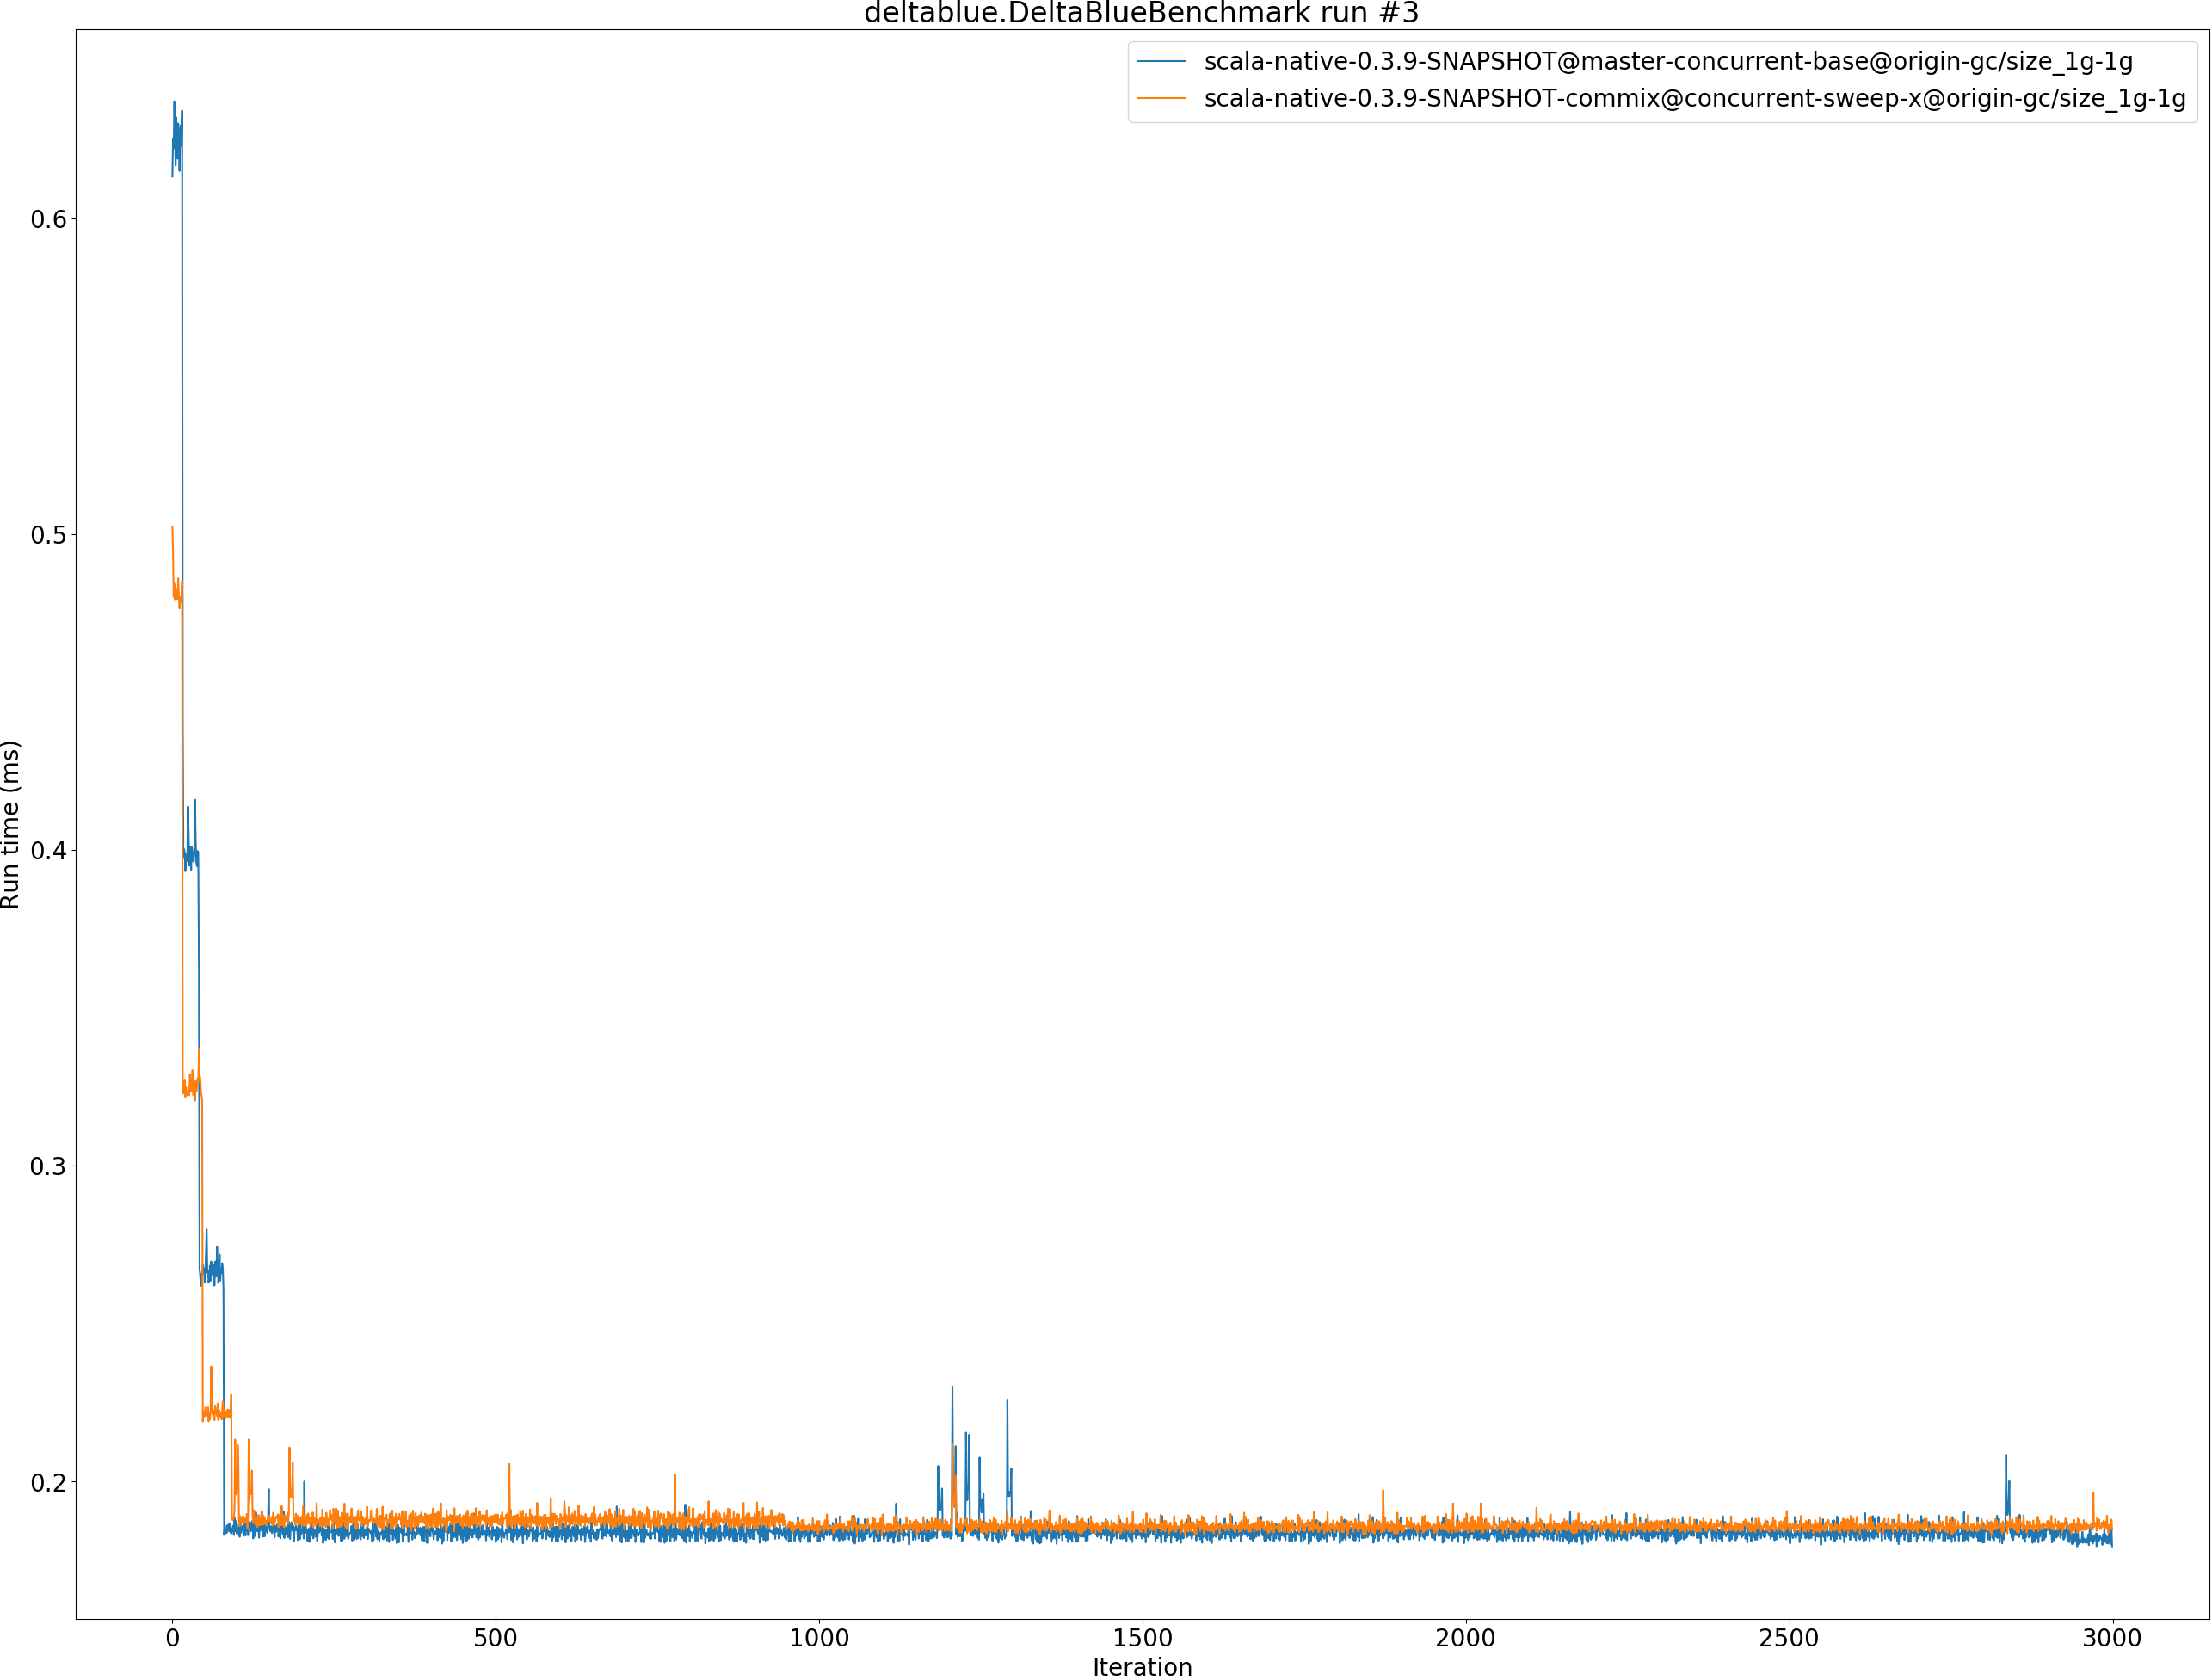 deltablue.DeltaBlueBenchmark run #3
scala-native-0.3.9-SNAPSHOT@master-concurrent-base@origin-gc/size_1g-1g
scala-native-0.3.9-SNAPSHOT-commix@concurrent-sweep-x@origin-gc/size_1g-1g
Run time (ms)
0.6
0.5
0.4
0.3
0.2
0
500
1000
1500
2000
2500
3000
Iteration